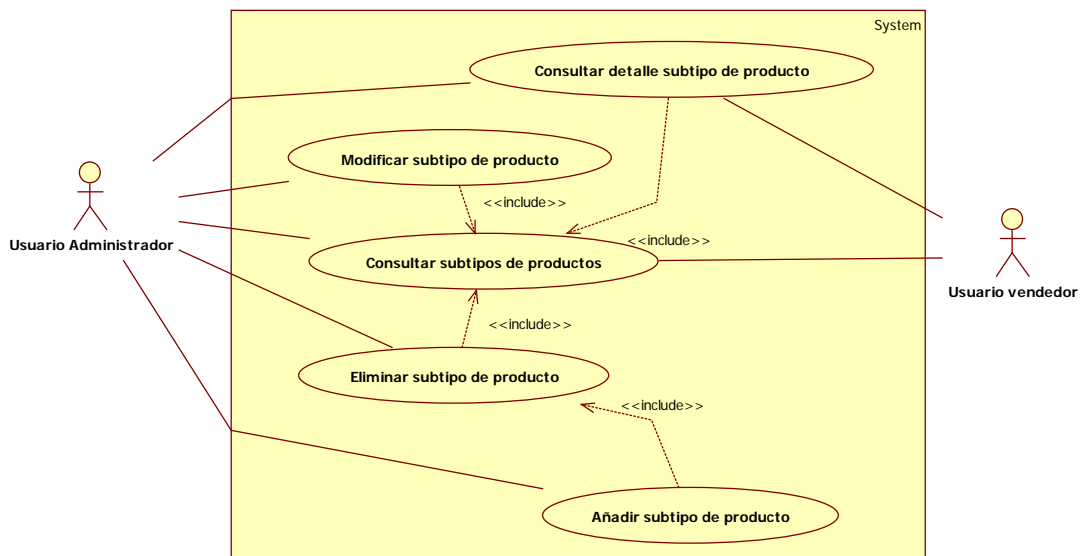 System
Consultar detalle subtipo de producto
Modificar subtipo de producto
<<include>>
Usuario Administrador
<<include>>
Consultar subtipos de productos
Usuario vendedor
<<include>>
Eliminar subtipo de producto
<<include>>
Añadir subtipo de producto